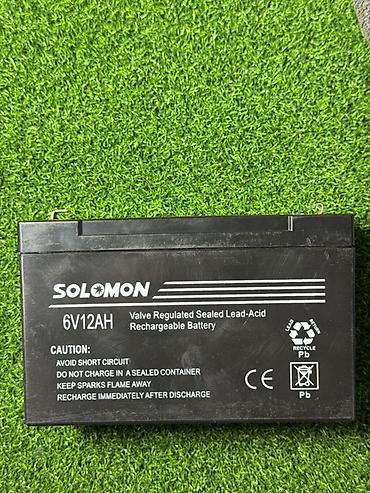 SOLOMON
6V12AH
Valve Regulated Sealed Lead-Acid
Rechargeable Battery
CAUTION:
AVOID SHORT CIRCUIT
DO NOT CHARGE IN A SEALED CONTAINER
KEEP SPARKS FLAME AWAY
RECHARGE IMMEDIATELY AFTER DISCHARGE
CE
LEAD
RETURN
RECYCLE
Pb
Pb